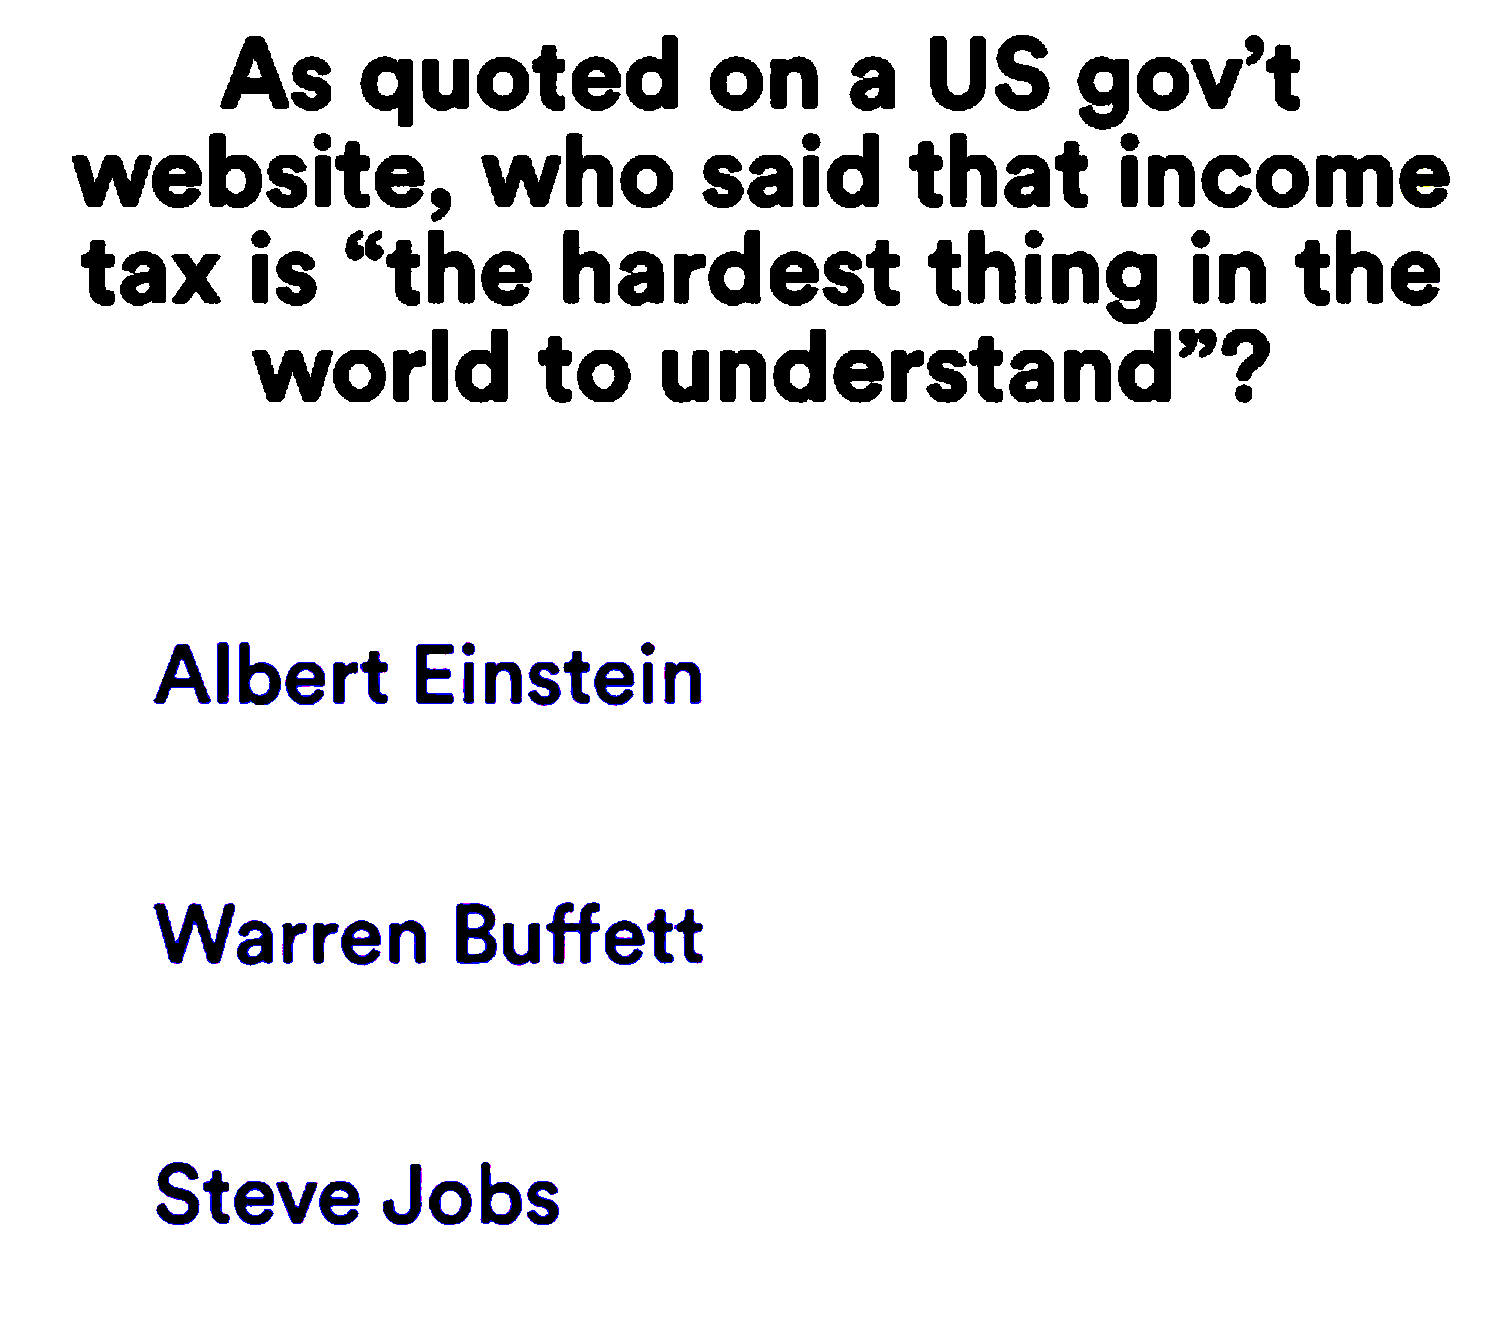 As quoted on a US gov’t
website, who said that income
tax is “the hardest thing in the
world to understand”?
Albert Einstein
Warren Buffett
Steve Jobs